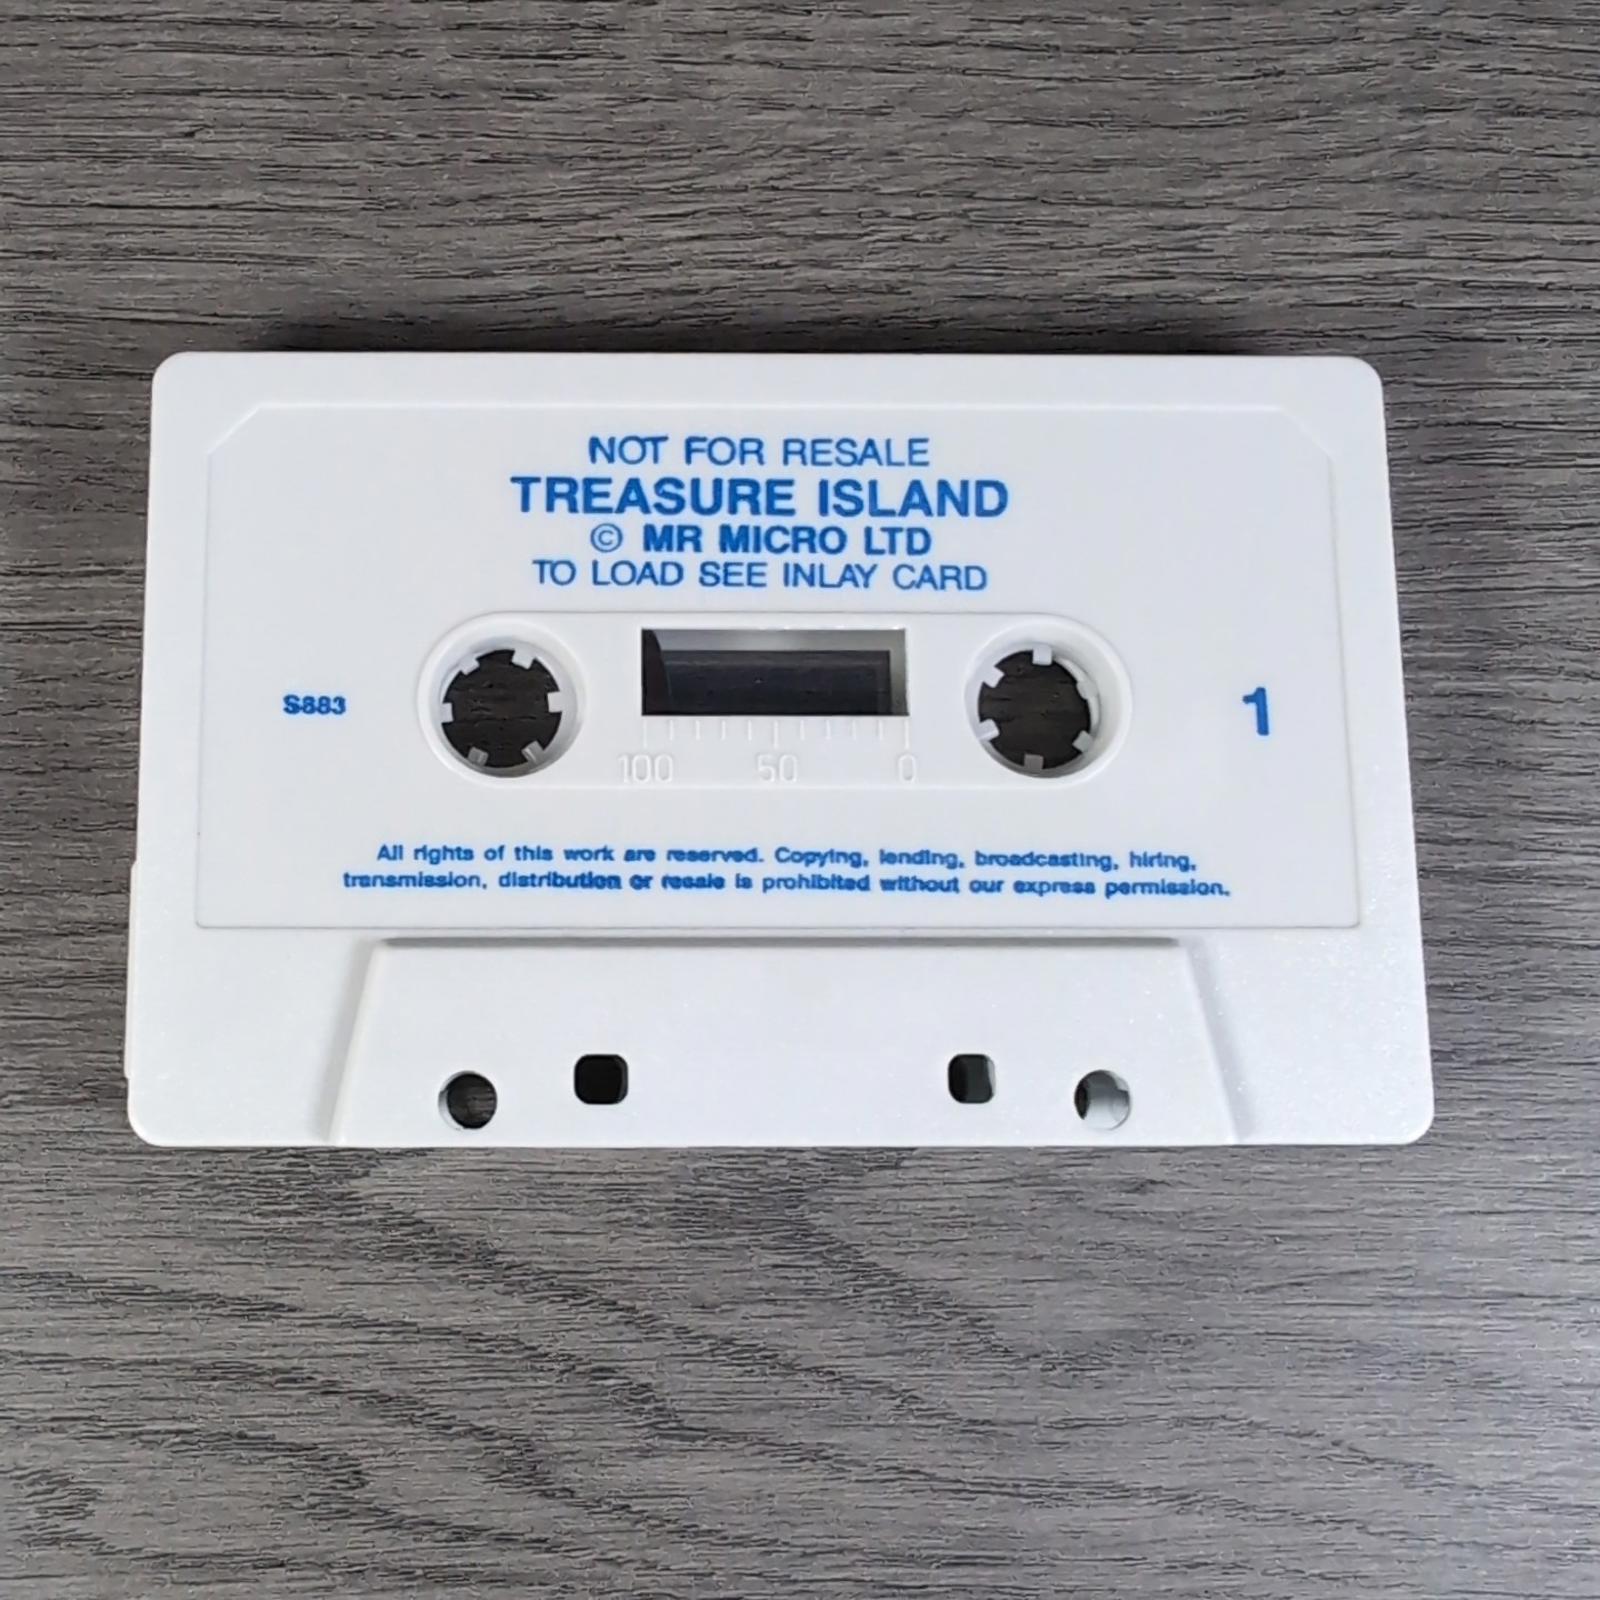 NOT FOR RESALE
TREASURE ISLAND
© MR MICRO LTD
TO LOAD SEE INLAY CARD
S883
1
100 50 0
All rights of this work are reserved. Copying, lending, broadcasting, hiring,
transmission, distribution or resale is prohibited without our express permission.